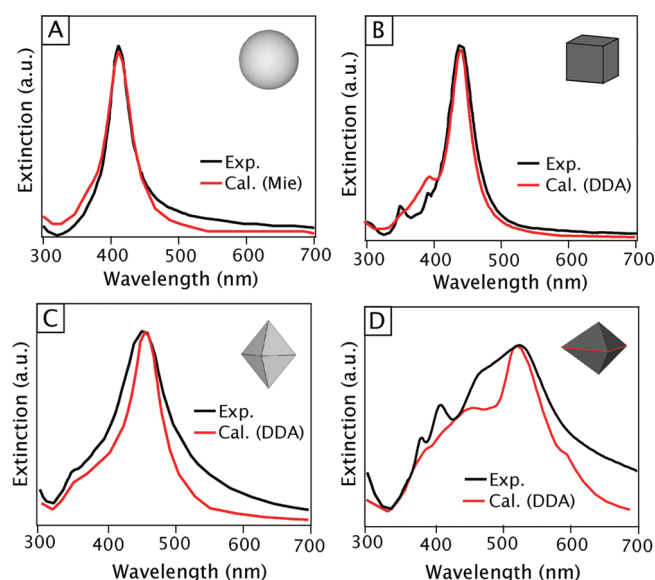 A
Extinction (a.u.)
Exp.
Cal. (Mie)
300 400 500 600 700
Wavelength (nm)
B
Extinction (a.u.)
Exp.
Cal. (DDA)
300 400 500 600 700
Wavelength (nm)
C
Extinction (a.u.)
Exp.
Cal. (DDA)
300 400 500 600 700
Wavelength (nm)
D
Extinction (a.u.)
Exp.
Cal. (DDA)
300 400 500 600 700
Wavelength (nm)